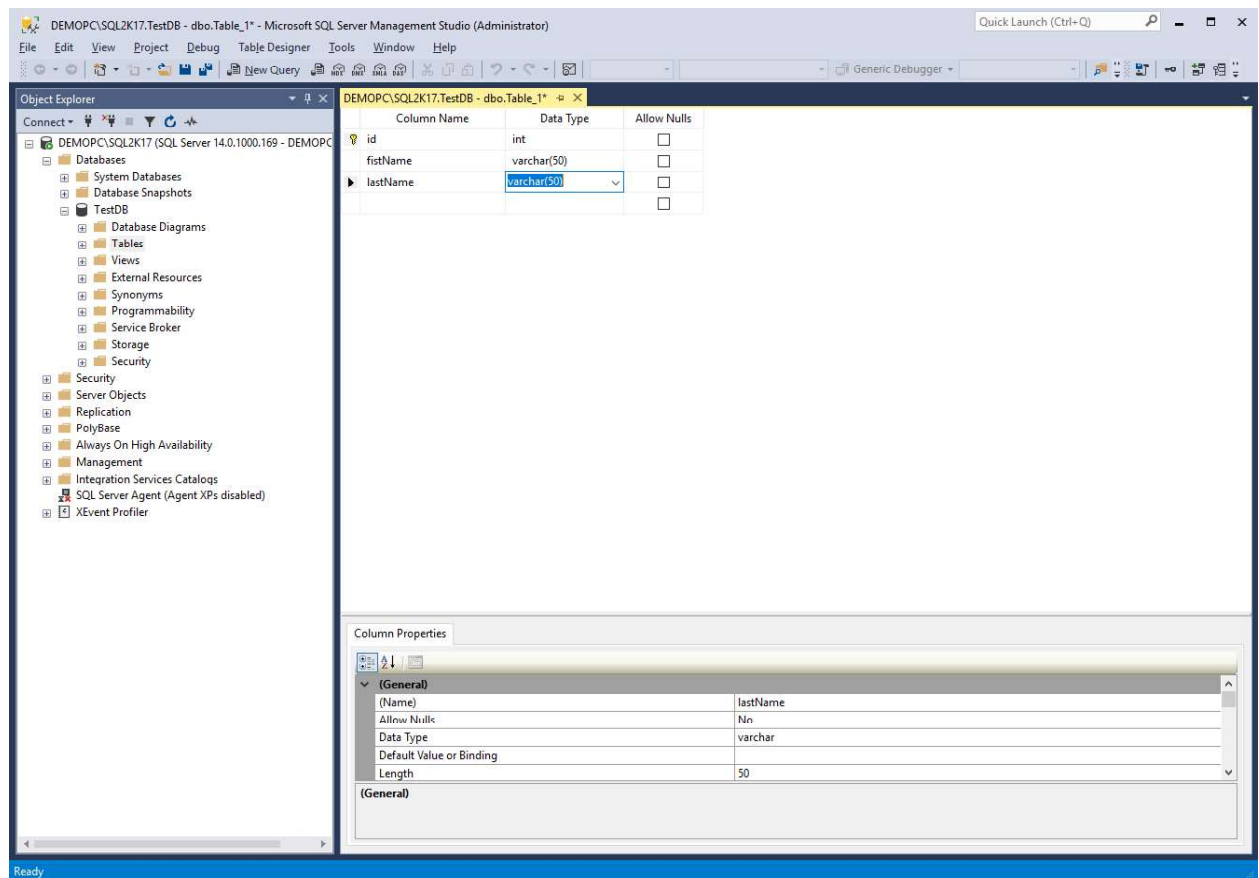 DEMOPC\SQL2K17.TestDB - dbo.Table_1* - Microsoft SQL Server Management Studio (Administrator)
Quick Launch (Ctrl+Q)
File Edit View Project Debug Table Designer Tools Window Help
New Query MDX DMX XMLA DAX Generic Debugger
Object Explorer
DEMOPC\SQL2K17.TestDB - dbo.Table_1*
Connect
Column Name Data Type Allow Nulls
DEMOPC\SQL2K17 (SQL Server 14.0.1000.169 - DEMOPC
id int
Databases
fistName varchar(50)
System Databases
lastName varchar(50)
Database Snapshots
TestDB
Database Diagrams
Tables
Views
External Resources
Synonyms
Programmability
Service Broker
Storage
Security
Security
Server Objects
Replication
PolyBase
Always On High Availability
Management
Integration Services Catalogs
SQL Server Agent (Agent XPs disabled)
XEvent Profiler
Column Properties
(General)
(Name) lastName
Allow Nulls No
Data Type varchar
Default Value or Binding
Length 50
(General)
Ready